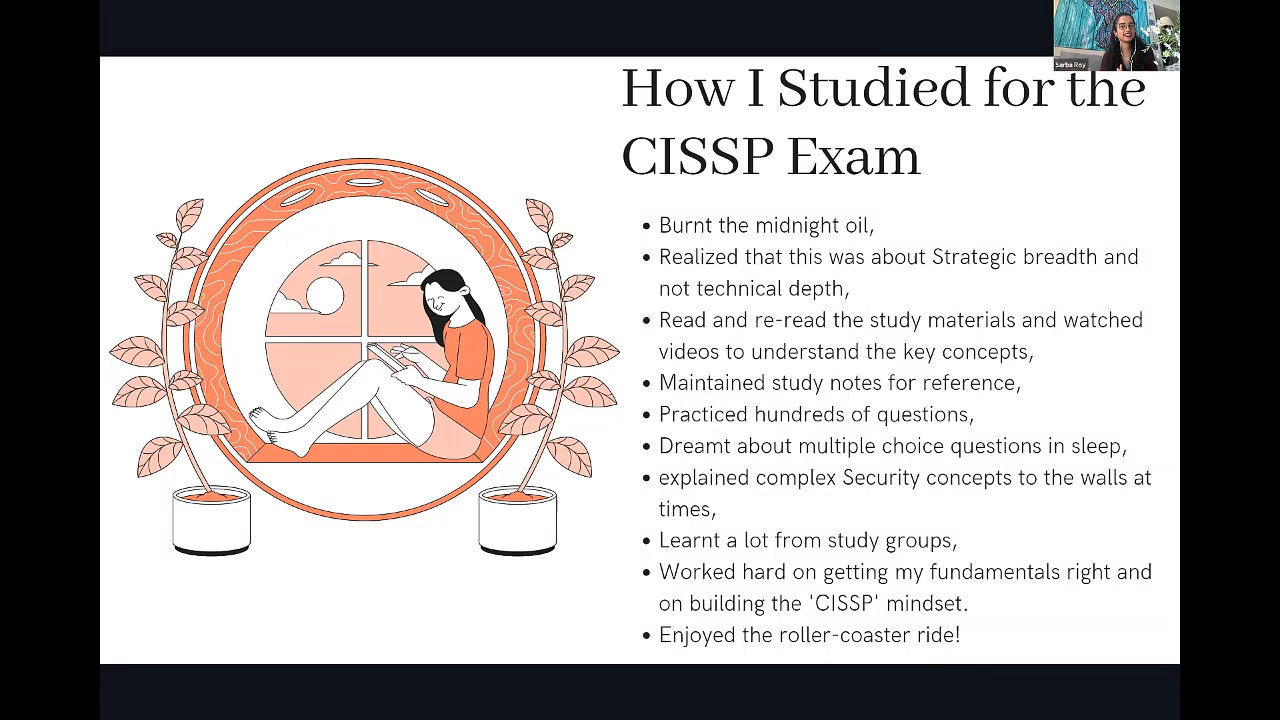 Sarba Roy
How I Studied for the
CISSP Exam
• Burnt the midnight oil,
• Realized that this was about Strategic breadth and
not technical depth,
• Read and re-read the study materials and watched
videos to understand the key concepts,
• Maintained study notes for reference,
• Practiced hundreds of questions,
• Dreamt about multiple choice questions in sleep,
• explained complex Security concepts to the walls at
times,
• Learnt a lot from study groups,
• Worked hard on getting my fundamentals right and
on building the 'CISSP' mindset.
• Enjoyed the roller-coaster ride!